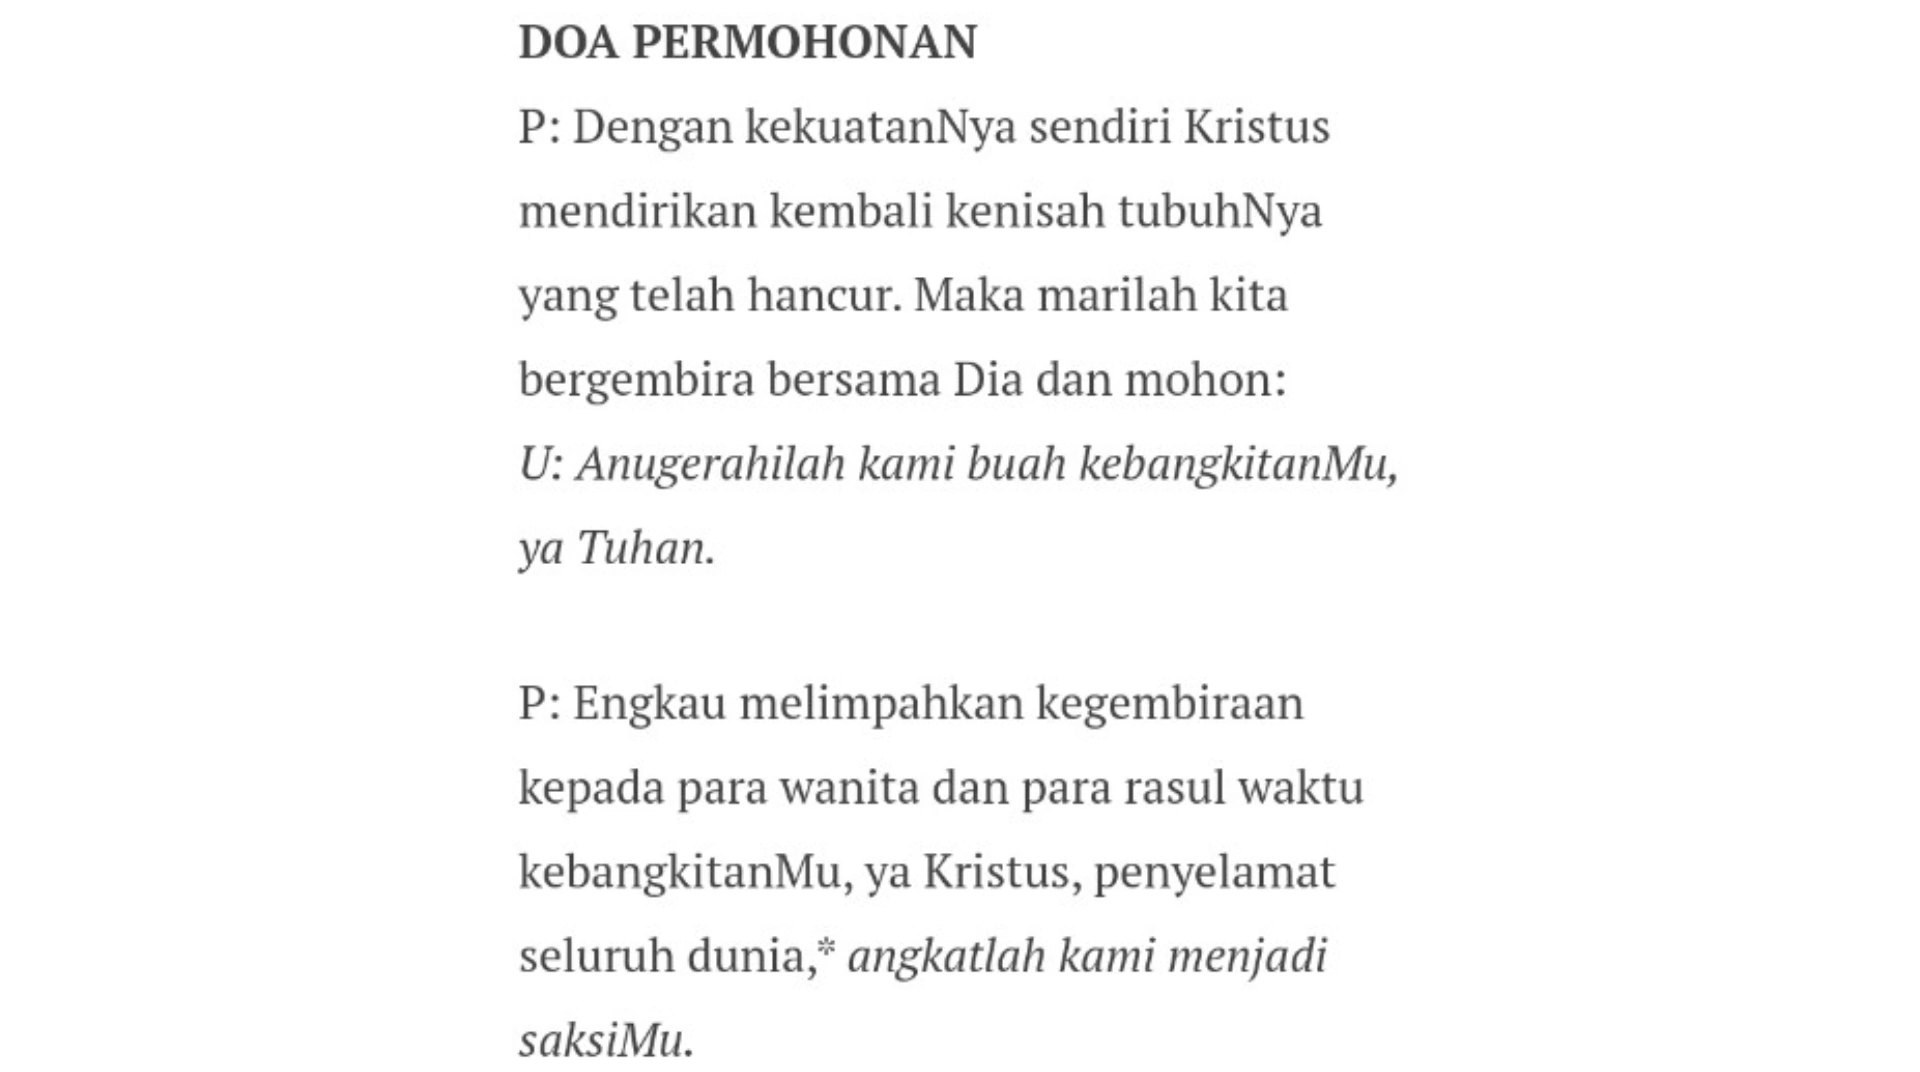 DOA PERMOHONAN
P: Dengan kekuatanNya sendiri Kristus
mendirikan kembali kenisah tubuhNya
yang telah hancur. Maka marilah kita
bergembira bersama Dia dan mohon:
U: Anugerahilah kami buah kebangkitanMu,
ya Tuhan.
P: Engkau melimpahkan kegembiraan
kepada para wanita dan para rasul waktu
kebangkitanMu, ya Kristus, penyelamat
seluruh dunia,* angkatlah kami menjadi
saksiMu.